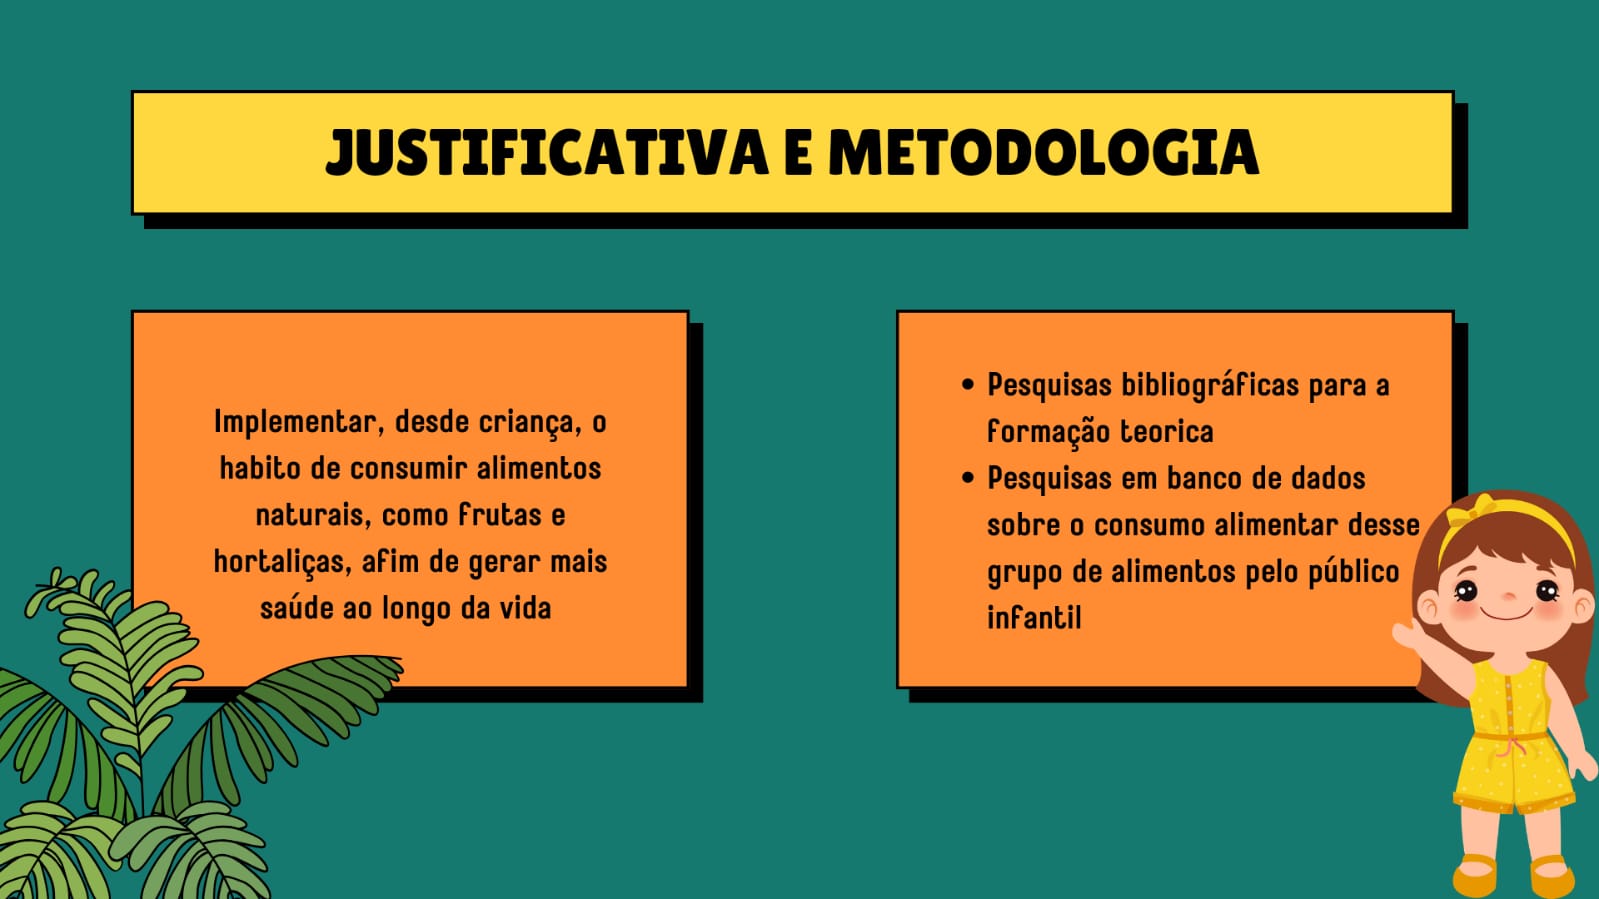 JUSTIFICATIVA E METODOLOGIA
Implementar, desde criança, o
habito de consumir alimentos
naturais, como frutas e
hortaliças, afim de gerar mais
saúde ao longo da vida
• Pesquisas bibliográficas para a
formação teorica
• Pesquisas em banco de dados
sobre o consumo alimentar desse
grupo de alimentos pelo público
infantil